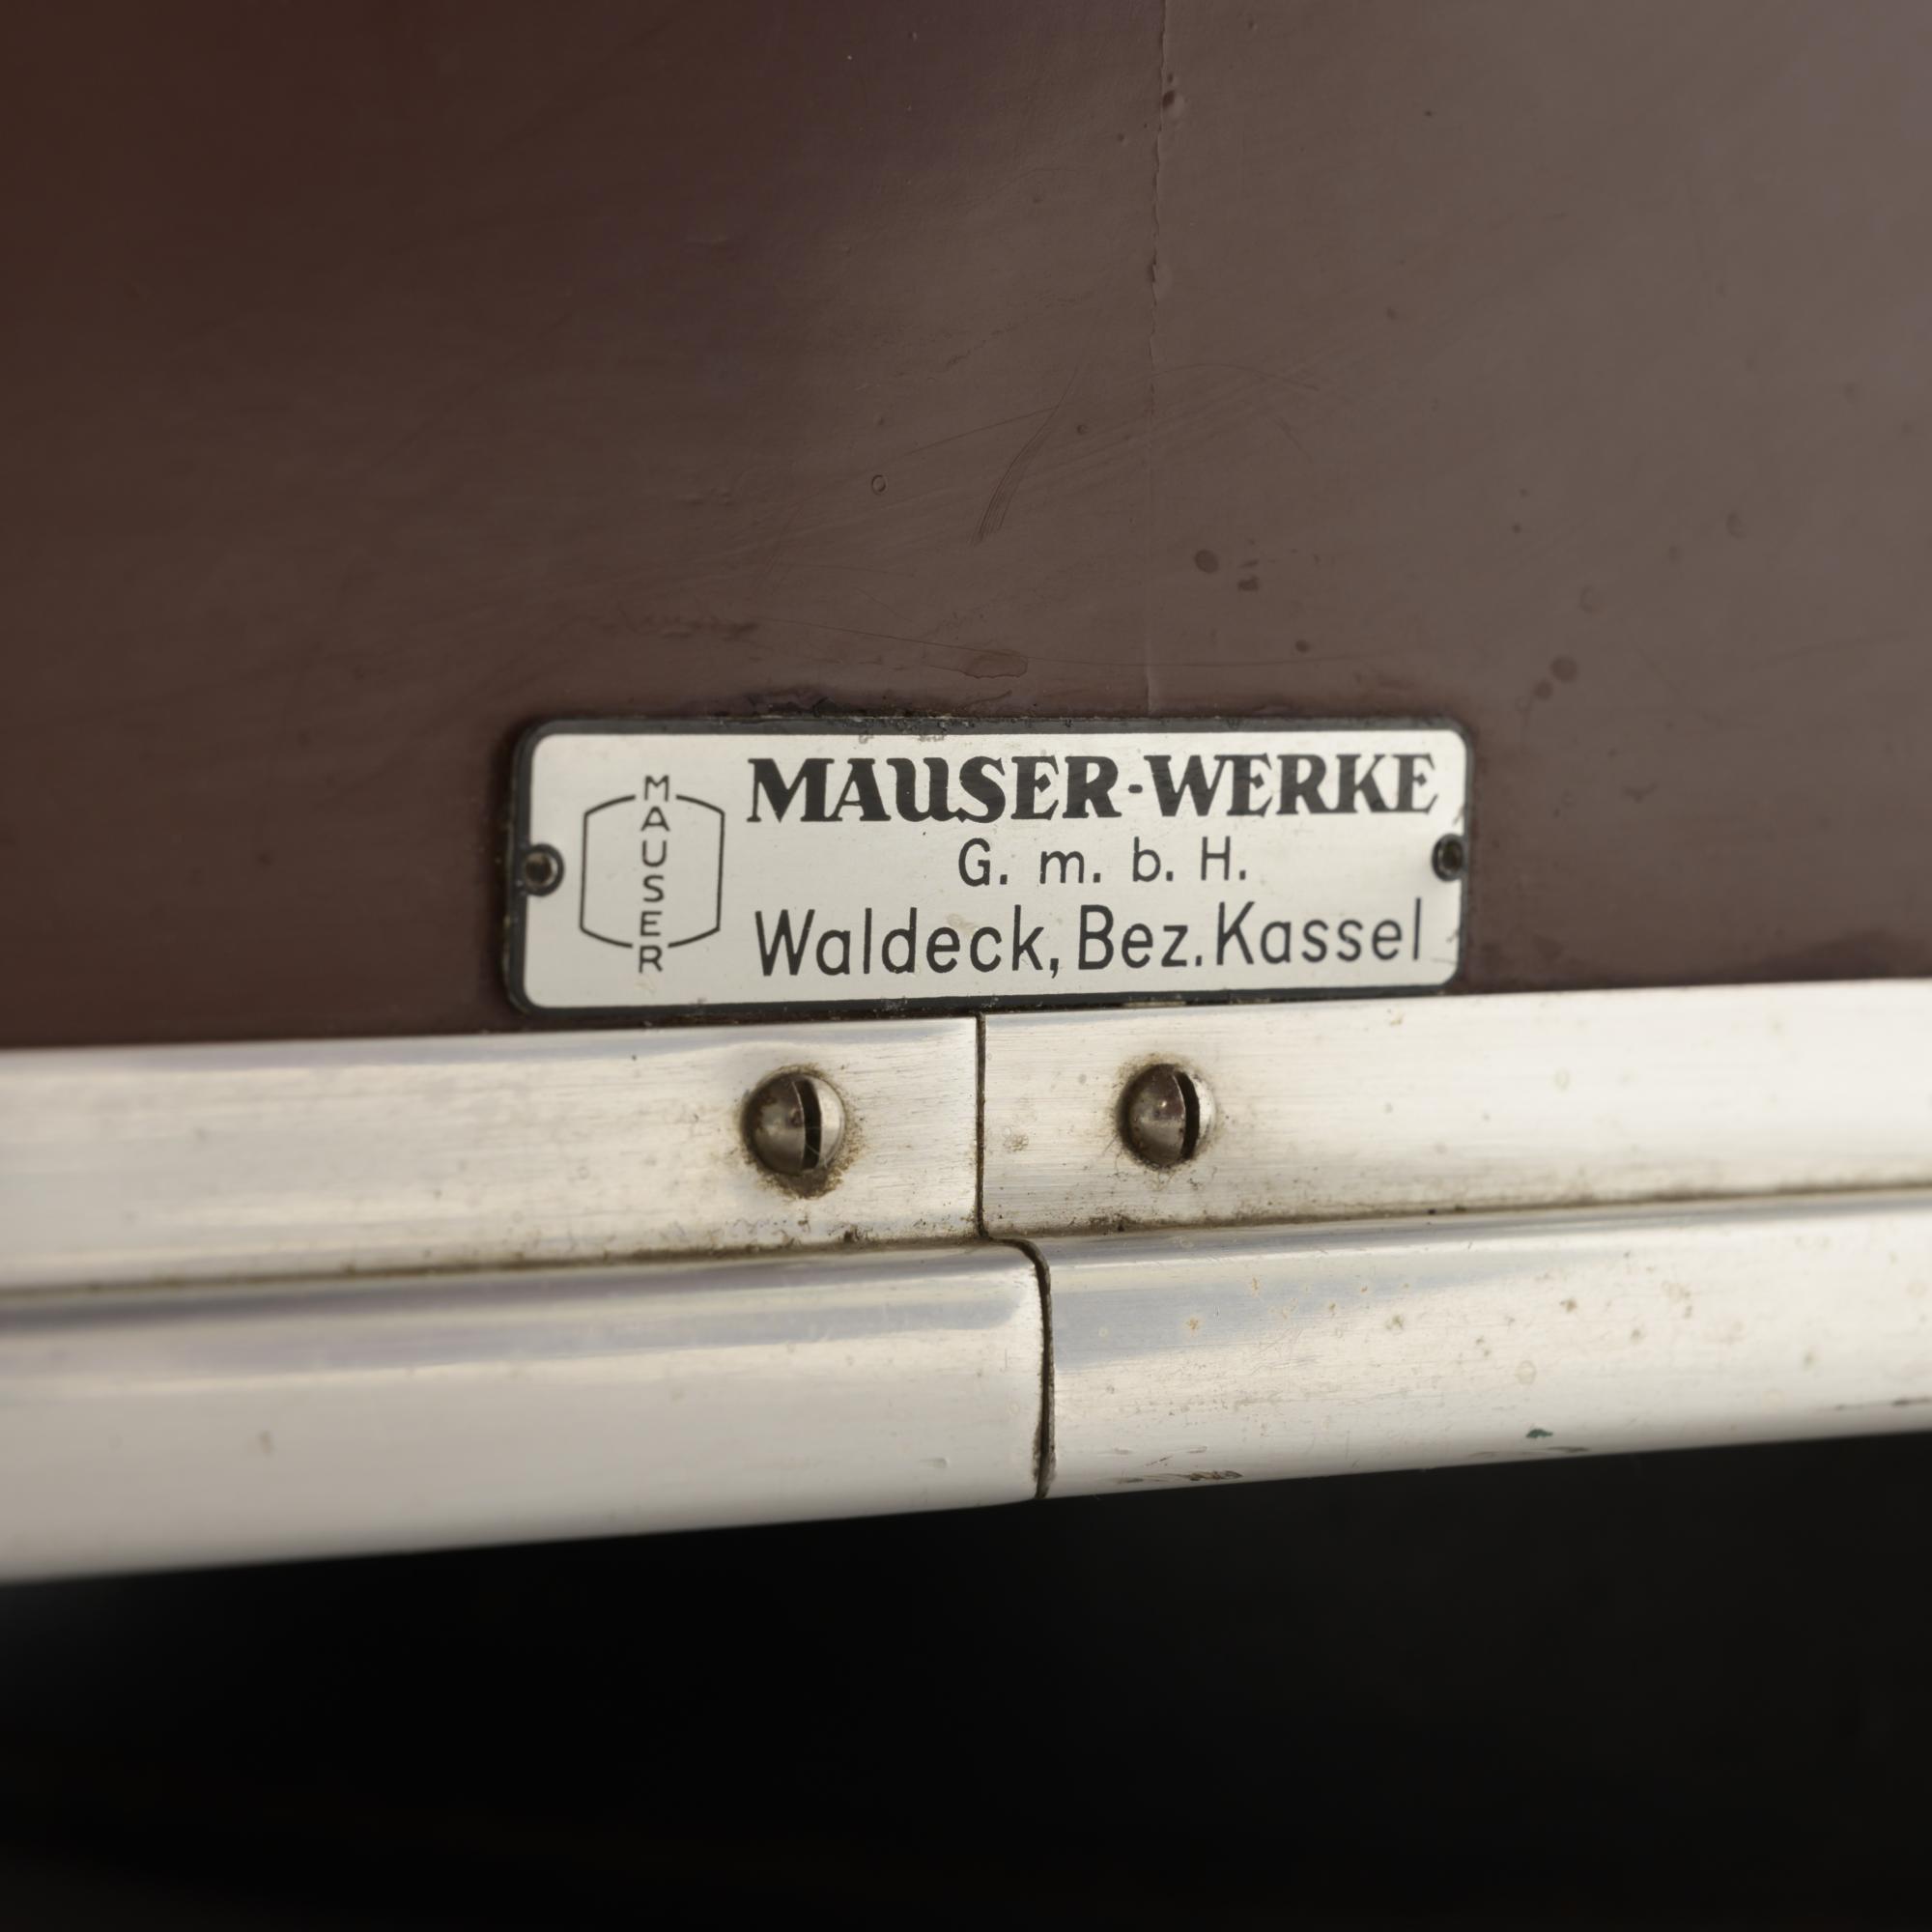 MAUSER
MAUSER-WERKE
G. m. b. H.
Waldeck, Bez. Kassel